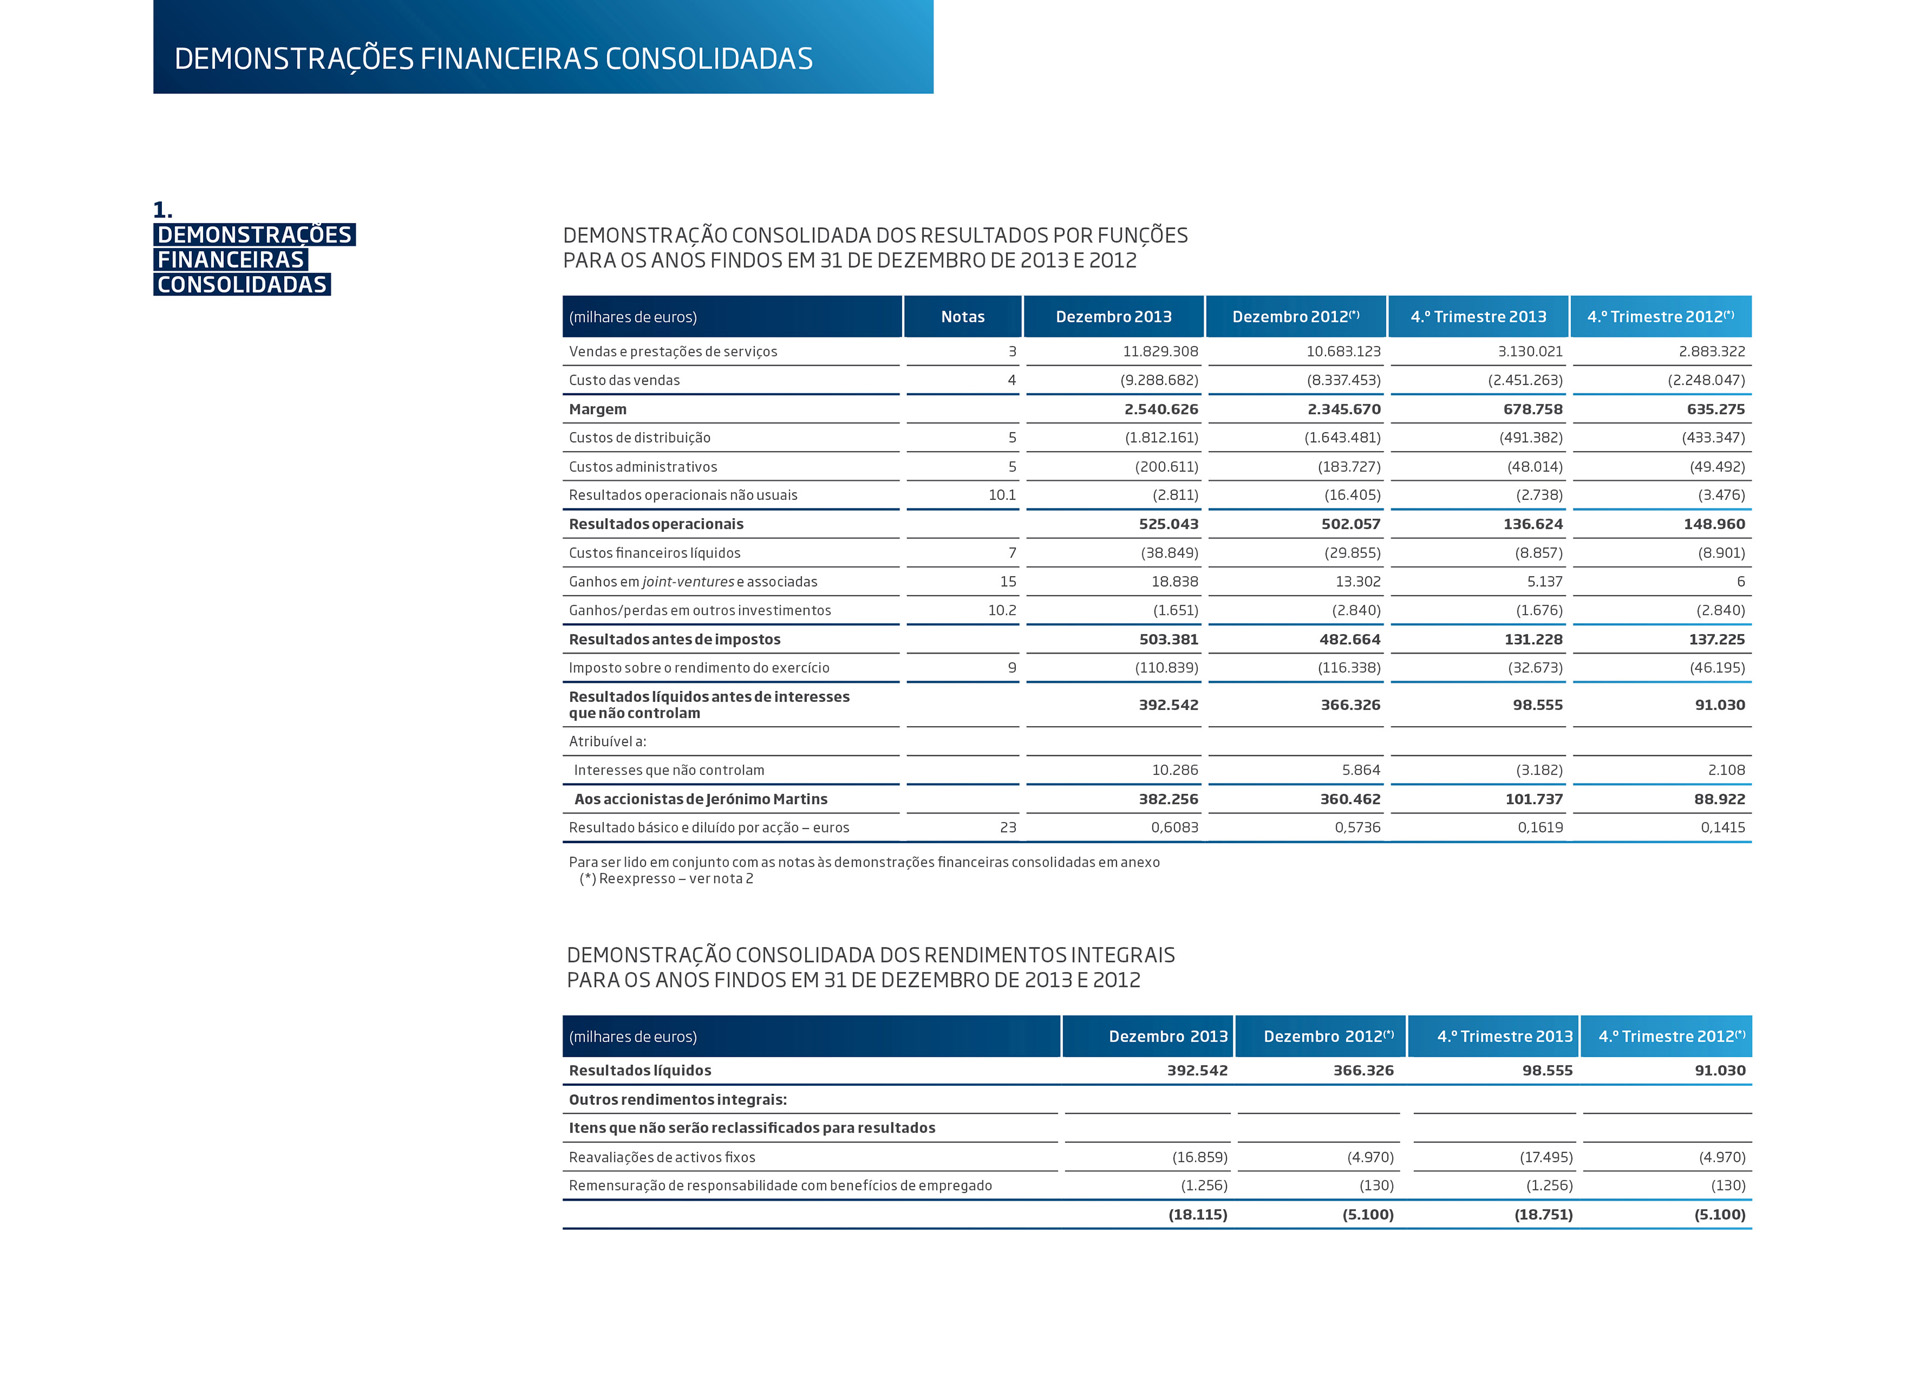 DEMONSTRAÇÕES FINANCEIRAS CONSOLIDADAS
1.
DEMONSTRAÇÕES
FINANCEIRAS
CONSOLIDADAS
DEMONSTRAÇÃO CONSOLIDADA DOS RESULTADOS POR FUNÇÕES
PARA OS ANOS FINDOS EM 31 DE DEZEMBRO DE 2013 E 2012
(milhares de euros) Notas Dezembro 2013 Dezembro 2012(*) 4.º Trimestre 2013 4.º Trimestre 2012(*)
Vendas e prestações de serviços 3 11.829.308 10.683.123 3.130.021 2.883.322
Custo das vendas 4 (9.288.682) (8.337.453) (2.451.263) (2.248.047)
Margem 2.540.626 2.345.670 678.758 635.275
Custos de distribuição 5 (1.812.161) (1.643.481) (491.382) (433.347)
Custos administrativos 5 (200.611) (183.727) (48.014) (49.492)
Resultados operacionais não usuais 10.1 (2.811) (16.405) (2.738) (3.476)
Resultados operacionais 525.043 502.057 136.624 148.960
Custos financeiros líquidos 7 (38.849) (29.855) (8.857) (8.901)
Ganhos em joint-ventures e associadas 15 18.838 13.302 5.137 6
Ganhos/perdas em outros investimentos 10.2 (1.651) (2.840) (1.676) (2.840)
Resultados antes de impostos 503.381 482.664 131.228 137.225
Imposto sobre o rendimento do exercício 9 (110.839) (116.338) (32.673) (46.195)
Resultados líquidos antes de interesses
que não controlam 392.542 366.326 98.555 91.030
Atribuível a:
Interesses que não controlam 10.286 5.864 (3.182) 2.108
Aos accionistas de Jerónimo Martins 382.256 360.462 101.737 88.922
Resultado básico e diluído por acção – euros 23 0,6083 0,5736 0,1619 0,1415
Para ser lido em conjunto com as notas às demonstrações financeiras consolidadas em anexo
(*) Reexpresso – ver nota 2
DEMONSTRAÇÃO CONSOLIDADA DOS RENDIMENTOS INTEGRAIS
PARA OS ANOS FINDOS EM 31 DE DEZEMBRO DE 2013 E 2012
(milhares de euros) Dezembro 2013 Dezembro 2012(*) 4.º Trimestre 2013 4.º Trimestre 2012(*)
Resultados líquidos 392.542 366.326 98.555 91.030
Outros rendimentos integrais:
Itens que não serão reclassificados para resultados
Reavaliações de activos fixos (16.859) (4.970) (17.495) (4.970)
Remensuração de responsabilidade com benefícios de empregado (1.256) (130) (1.256) (130)
(18.115) (5.100) (18.751) (5.100)